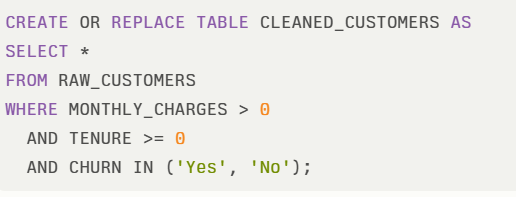 CREATE OR REPLACE TABLE CLEANED_CUSTOMERS AS
SELECT *
FROM RAW_CUSTOMERS
WHERE MONTHLY_CHARGES > 0
  AND TENURE >= 0
  AND CHURN IN ('Yes', 'No');